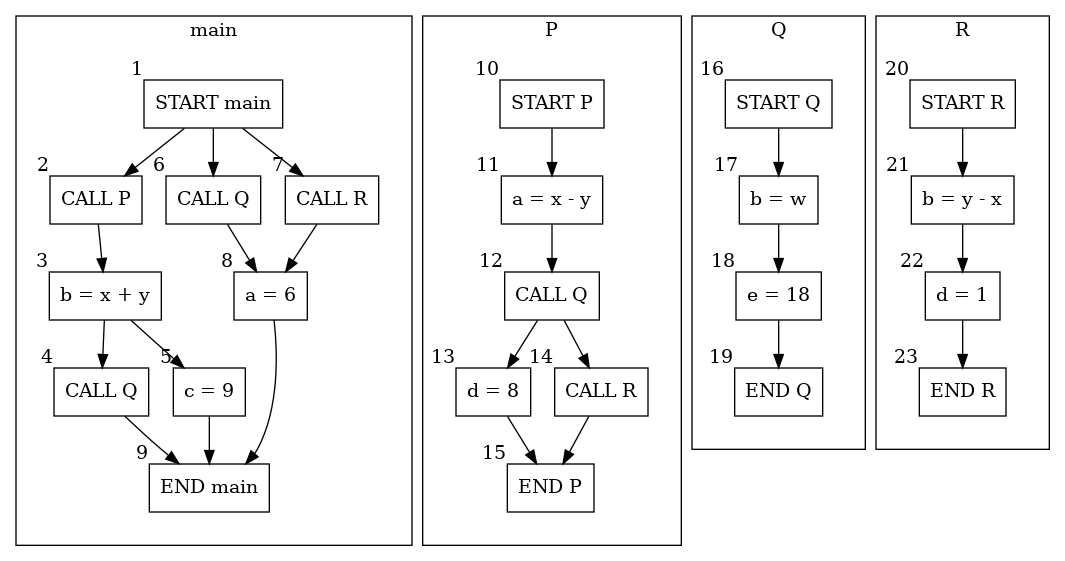 main
1
START main
2
CALL P
6
CALL Q
7
CALL R
3
b = x + y
8
a = 6
4
CALL Q
5
c = 9
9
END main
P
10
START P
11
a = x - y
12
CALL Q
13
d = 8
14
CALL R
15
END P
Q
16
START Q
17
b = w
18
e = 18
19
END Q
R
20
START R
21
b = y - x
22
d = 1
23
END R